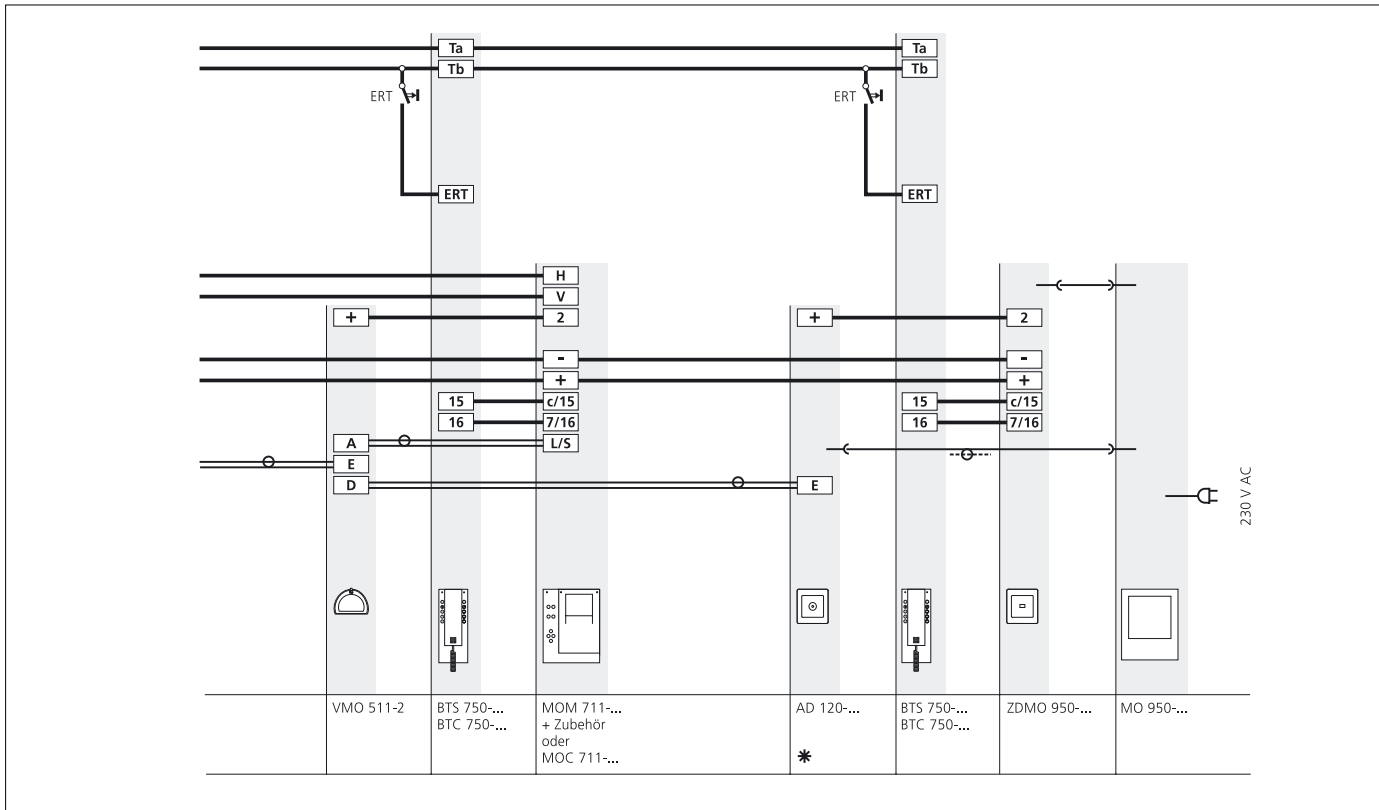 Ta
Ta
Tb
Tb
ERT
ERT
ERT
ERT
H
V
+
2
+
2
-
-
+
+
15
c/15
15
c/15
16
7/16
16
7/16
A
L/S
E
D
E
230 V AC
VMO 511-2
BTS 750-...
BTC 750-...
MOM 711-...
+ Zubehör
oder
MOC 711-...
AD 120-...
*
BTS 750-...
BTC 750-...
ZDMO 950-...
MO 950-...